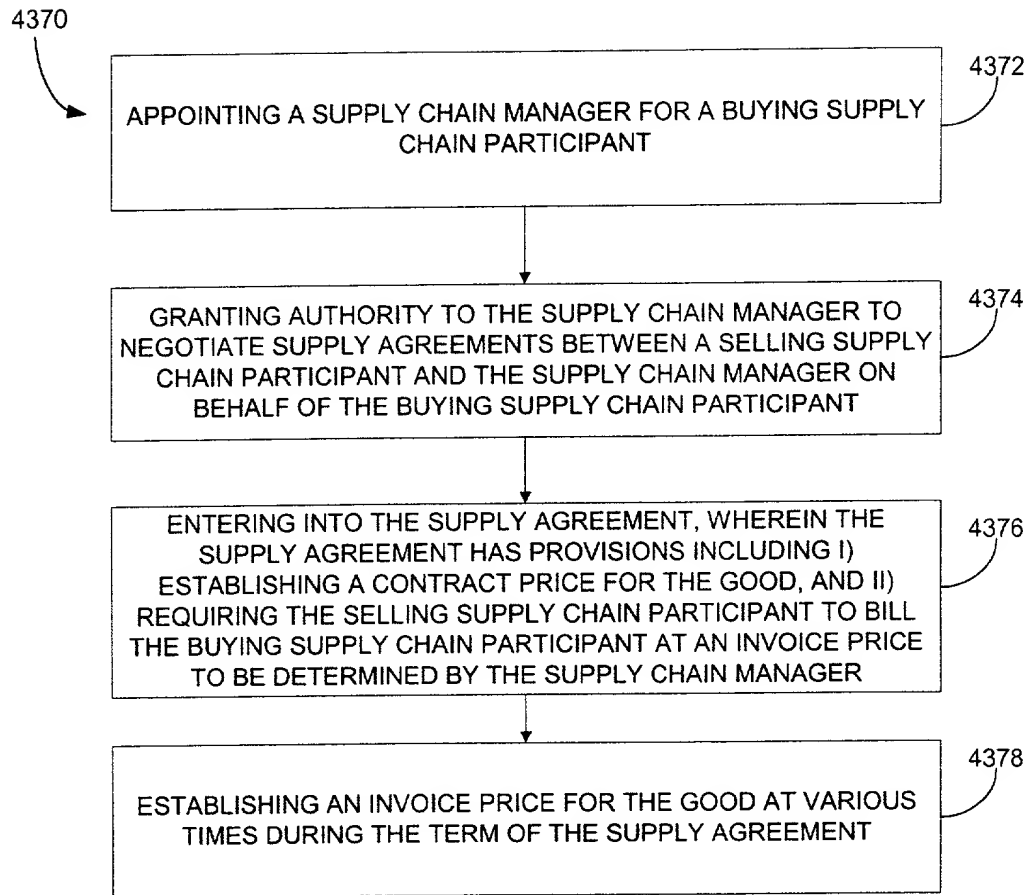 4370
4372
APPOINTING A SUPPLY CHAIN MANAGER FOR A BUYING SUPPLY
CHAIN PARTICIPANT
4374
GRANTING AUTHORITY TO THE SUPPLY CHAIN MANAGER TO
NEGOTIATE SUPPLY AGREEMENTS BETWEEN A SELLING SUPPLY
CHAIN PARTICIPANT AND THE SUPPLY CHAIN MANAGER ON
BEHALF OF THE BUYING SUPPLY CHAIN PARTICIPANT
4376
ENTERING INTO THE SUPPLY AGREEMENT, WHEREIN THE
SUPPLY AGREEMENT HAS PROVISIONS INCLUDING I)
ESTABLISHING A CONTRACT PRICE FOR THE GOOD, AND II)
REQUIRING THE SELLING SUPPLY CHAIN PARTICIPANT TO BILL
THE BUYING SUPPLY CHAIN PARTICIPANT AT AN INVOICE PRICE
TO BE DETERMINED BY THE SUPPLY CHAIN MANAGER
4378
ESTABLISHING AN INVOICE PRICE FOR THE GOOD AT VARIOUS
TIMES DURING THE TERM OF THE SUPPLY AGREEMENT